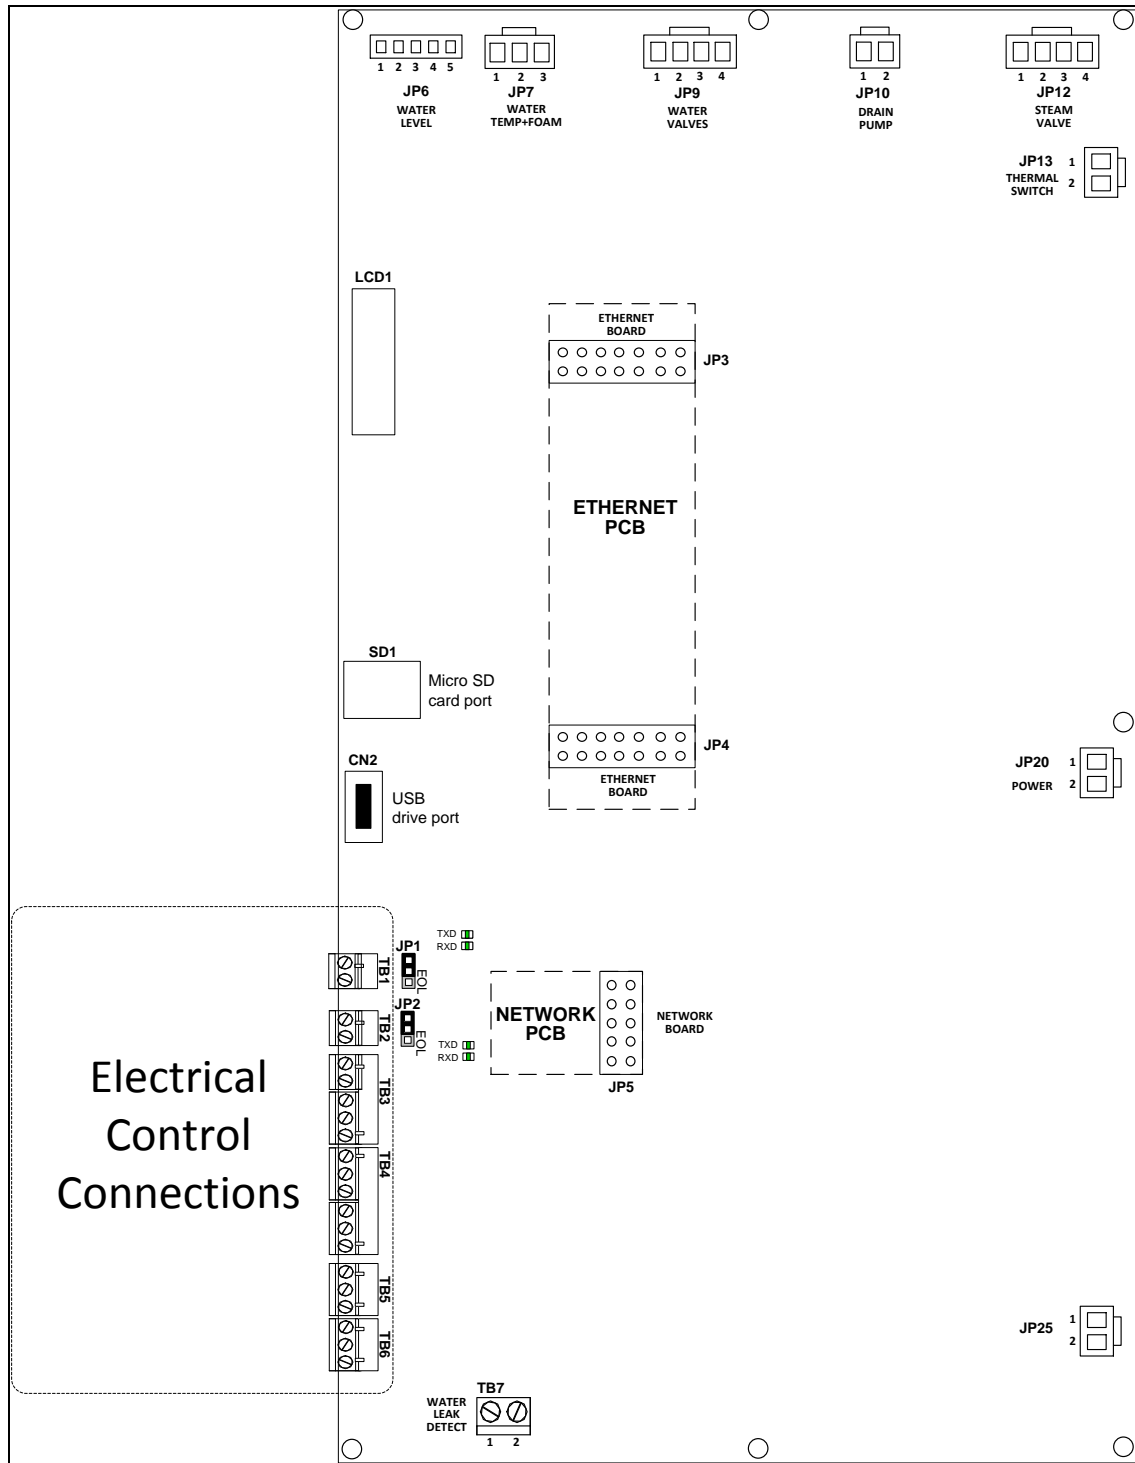 1 2 3 4 5
JP6
WATER
LEVEL
1 2 3
JP7
WATER
TEMP+FOAM
1 2 3 4
JP9
WATER
VALVES
1 2
JP10
DRAIN
PUMP
1 2 3 4
JP12
STEAM
VALVE
JP13
THERMAL
SWITCH
1
2
LCD1
ETHERNET
BOARD
JP3
ETHERNET
PCB
SD1
Micro SD
card port
JP4
ETHERNET
BOARD
CN2
USB
drive port
JP20
POWER
1
2
TXD
RXD
TB1
JP1
EOL
TB2
JP2
EOL
TXD
RXD
NETWORK
PCB
NETWORK
BOARD
JP5
TB3
Electrical
Control
Connections
TB4
TB5
TB6
JP25
1
2
TB7
WATER
LEAK
DETECT
1 2